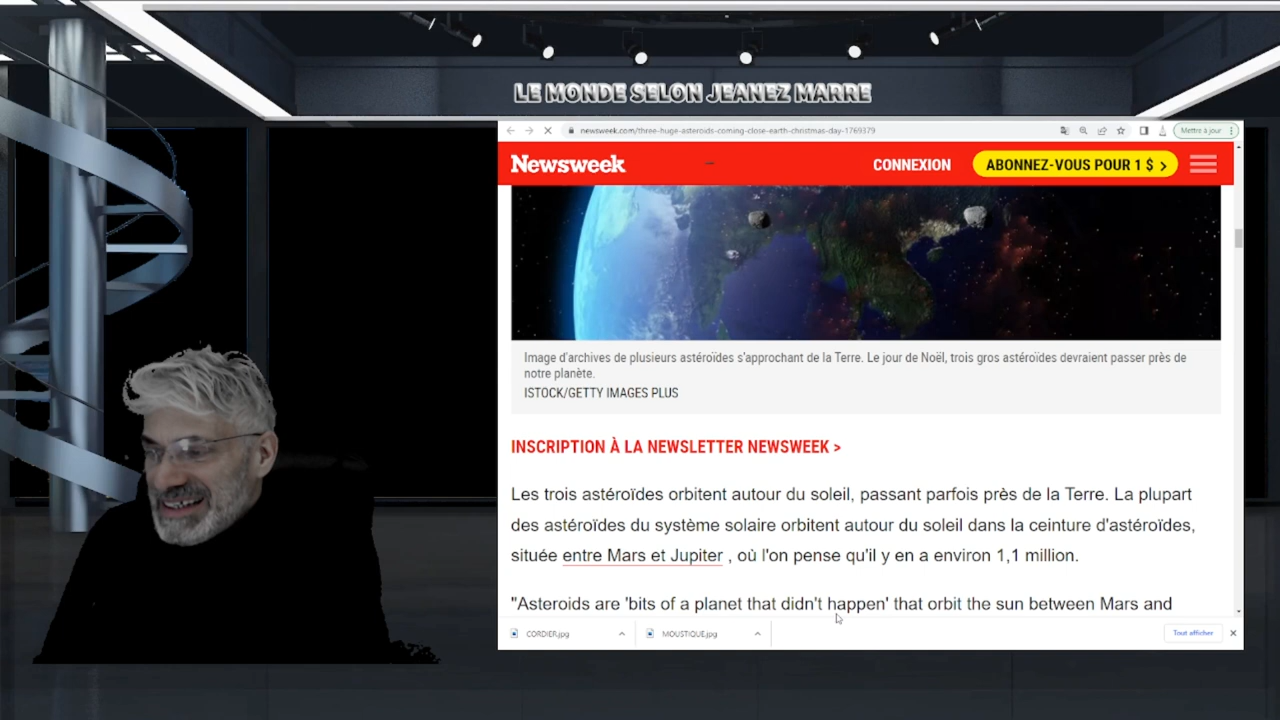 LE MONDE SELON JEANEZ MARRE
newsweek.com/three-huge-asteroids-coming-close-earth-christmas-day-1769379
Mettre à jour
Newsweek
CONNEXION
ABONNEZ-VOUS POUR 1 $ >
Image d'archives de plusieurs astéroïdes s'approchant de la Terre. Le jour de Noël, trois gros astéroïdes devraient passer près de
notre planète.
ISTOCK/GETTY IMAGES PLUS
INSCRIPTION À LA NEWSLETTER NEWSWEEK >
Les trois astéroïdes orbitent autour du soleil, passant parfois près de la Terre. La plupart
des astéroïdes du système solaire orbitent autour du soleil dans la ceinture d'astéroïdes,
située entre Mars et Jupiter , où l'on pense qu'il y en a environ 1,1 million.
"Asteroids are 'bits of a planet that didn't happen' that orbit the sun between Mars and
CORDIER.jpg
MOUSTIQUE.jpg
Tout afficher